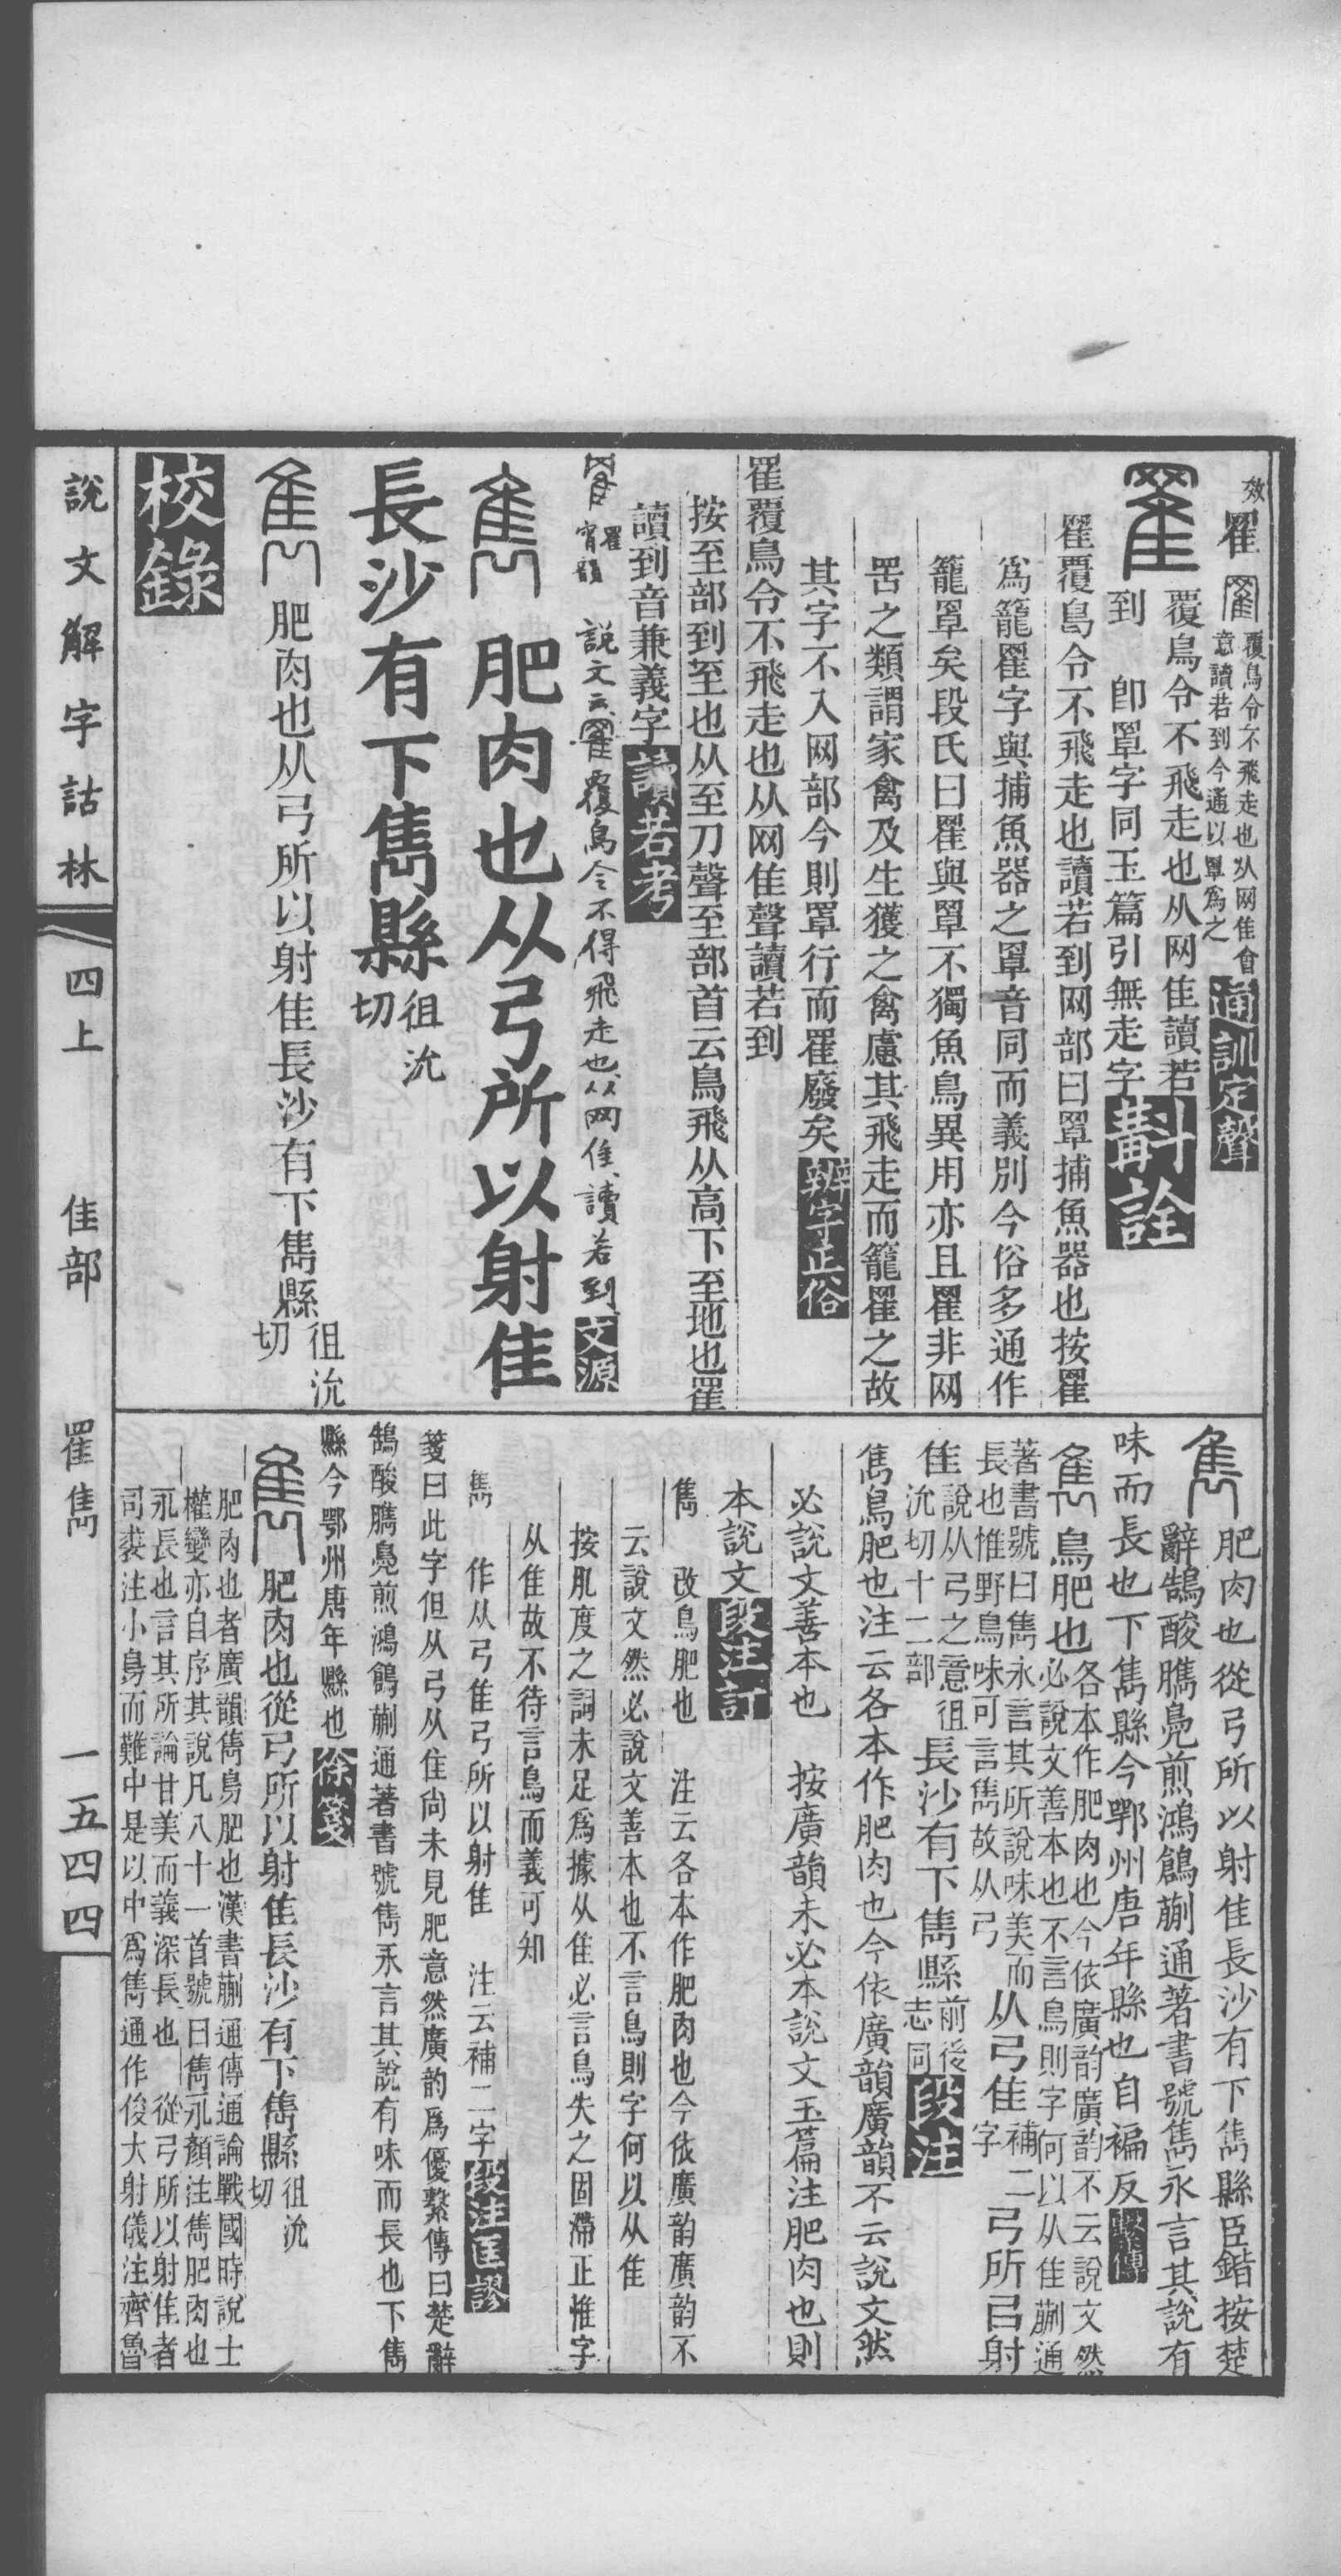 效
䍜
覆鳥令不飛走也从网隹會
意讀若到今通以罩爲之
通訓定聲
覆鳥令不飛走也从网隹讀若
到　卽罩字同玉篇引無走字
斠詮
䍜覆鳥令不飛走也讀若到网部曰罩捕魚器也按䍜
爲籠䍜字與捕魚器之罩音同而義別今俗多通作
籠罩矣段氏曰䍜與罩不獨魚鳥異用亦且䍜非网
罟之類謂家禽及生獲之禽慮其飛走而籠䍜之故
其字不入网部今則罩行而䍜廢矣
辨字正俗
䍜覆鳥令不飛走也从网隹聲讀若到
按至部到至也从至刀聲至部首云鳥飛从高下至地也䍜
讀到音兼義字
讀若考
䍜宵韻
說文云䍜覆鳥令不得飛走也从网隹讀若到
文源
肥肉也从弓所以射隹
長沙有下雋縣
徂沇
切
肥肉也从弓所以射隹長沙有下雋縣
徂沇
切
校錄
肥肉也從弓所以射隹長沙有下雋縣臣鍇按楚
辭鵠酸臇鳧煎鴻鶬蒯通著書號雋永言其說有
味而長也下雋縣今鄂州唐年縣也自褊反
繫傳
鳥肥也
各本作肥肉也今依廣韵廣韵不云說文然
必說文善本也不言鳥則字何以从隹蒯通
著書號曰雋永言其所說味美而
長也惟野鳥味可言雋故从弓
从弓隹
補二
字
弓所㠯射
隹
說从弓之意徂
沇切十二部
長沙有下雋縣
前後
志同
段注
雋鳥肥也注云各本作肥肉也今依廣韻廣韻不云說文然
必說文善本也　按廣韻未必本說文玉篇注肥肉也則
本說文
段注訂
雋　改鳥肥也　注云各本作肥肉也今依廣韵廣韵不
云說文然必說文善本也不言鳥則字何以从隹
按肊度之詞未足爲據从隹必言鳥失之固滯正惟字
从隹故不待言鳥而義可知
雋　作从弓隹弓所以射隹　注云補二字
段注匡謬
箋曰此字但从弓从隹尙未見肥意然廣韵爲優繫傳曰楚辭
鵠酸臇鳧煎鴻鶬蒯通著書號雋永言其說有味而長也下雋
縣今鄂州唐年縣也
徐箋
肥肉也從弓所以射隹長沙有下雋縣
徂沇
切
肥肉也者廣韻雋鳥肥也漢書蒯通傳通論戰國時說士
權變亦自序其說凡八十一首號曰雋永顏注雋肥肉也
永長也言其所論甘美而義深長也　從弓所以射隹者
司裘注小鳥而難中是以中爲雋通作俊大射儀注齊魯
說文解字詁林
四上
隹部
䍜雋
一五四四